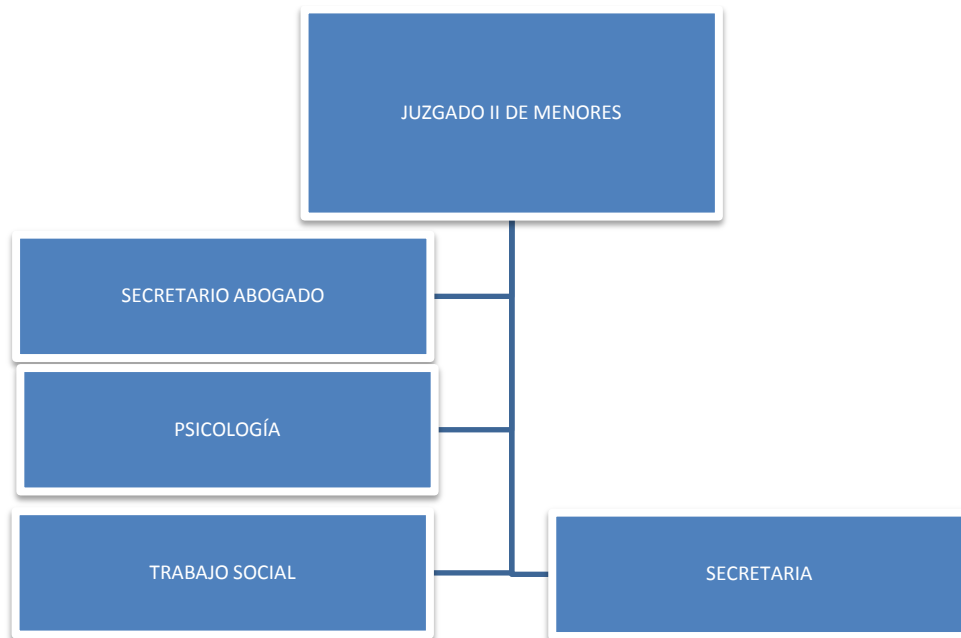 JUZGADO II DE MENORES
SECRETARIO ABOGADO
PSICOLOGÍA
TRABAJO SOCIAL
SECRETARIA